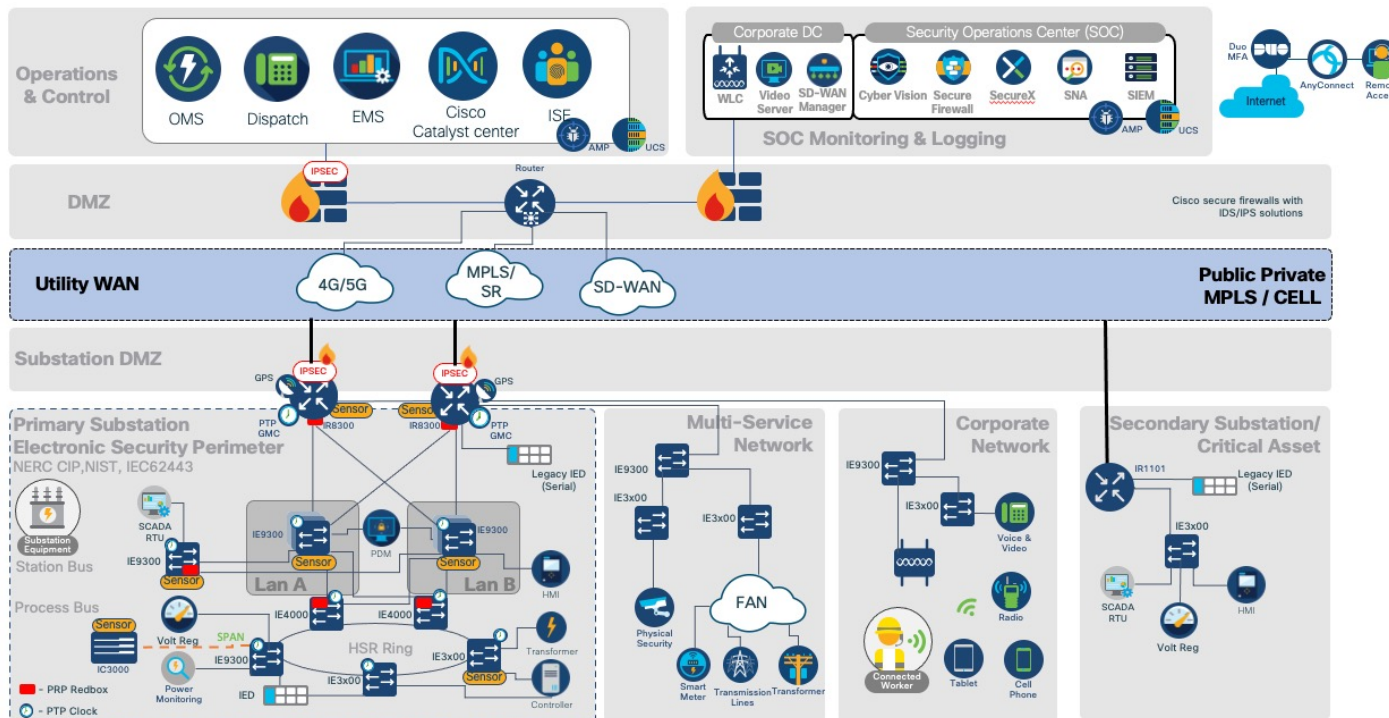 Operations
& Control
OMS
Dispatch
EMS
Cisco
Catalyst center
ISE
AMP
UCS
Corporate DC
WLC
Video
Server
SD-WAN
Manager
Security Operations Center (SOC)
Cyber Vision
Secure
Firewall
SecureX
SNA
SIEM
AMP
UCS
SOC Monitoring & Logging
Duo
MFA
Internet
AnyConnect
DMZ
IPSEC
Router
Cisco secure firewalls with
IDS/IPS solutions
Utility WAN
4G/5G
MPLS/
SR
SD-WAN
Public Private
MPLS / CELL
Substation DMZ
IPSEC
GPS
PTP
GMC
Sensor
IR8300
IPSEC
GPS
PTP
GMC
Sensor
IR8300
Primary Substation
Electronic Security Perimeter
NERC CIP,NIST, IEC62443
Legacy IED
(Serial)
Substation
Equipment
Station Bus
SCADA
RTU
IE9300
Sensor
IE9300
Sensor
Lan A
PDM
IE9300
Sensor
Lan B
HMI
Process Bus
Sensor
IC3000
SPAN
Volt Reg
IE9300
Power
Monitoring
IED
IE4000
IE4000
HSR Ring
IE3x00
IE3x00
Sensor
Transformer
Controller
- PRP Redbox
- PTP Clock
Multi-Service
Network
IE9300
IE3x00
IE3x00
Physical
Security
FAN
Smart
Meter
Transmission
Lines
Transformer
Corporate
Network
IE9300
IE3x00
Voice &
Video
Radio
Connected
Worker
Tablet
Cell
Phone
Secondary Substation/
Critical Asset
IR1101
Legacy IED
(Serial)
IE3x00
SCADA
RTU
Volt Reg
HMI